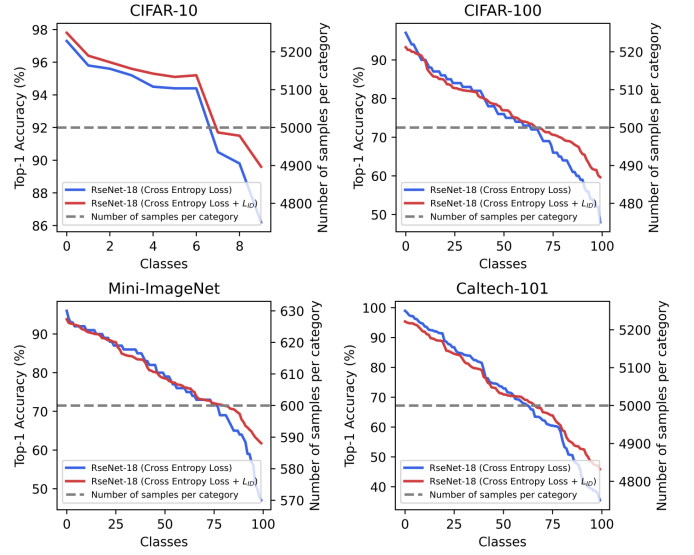 CIFAR-10
98
96
94
92
90
88
86
Top-1 Accuracy (%)
5200
5100
5000
4900
4800
Number of samples per category
RseNet-18 (Cross Entropy Loss)
RseNet-18 (Cross Entropy Loss + L_ID)
Number of samples per category
0 2 4 6 8
Classes
CIFAR-100
90
80
70
60
50
Top-1 Accuracy (%)
5200
5100
5000
4900
4800
Number of samples per category
RseNet-18 (Cross Entropy Loss)
RseNet-18 (Cross Entropy Loss + L_ID)
Number of samples per category
0 25 50 75 100
Classes
Mini-ImageNet
90
80
70
60
50
Top-1 Accuracy (%)
630
620
610
600
590
580
570
Number of samples per category
RseNet-18 (Cross Entropy Loss)
RseNet-18 (Cross Entropy Loss + L_ID)
Number of samples per category
0 25 50 75 100
Classes
Caltech-101
100
90
80
70
60
50
40
Top-1 Accuracy (%)
5200
5100
5000
4900
4800
Number of samples per category
RseNet-18 (Cross Entropy Loss)
RseNet-18 (Cross Entropy Loss + L_ID)
Number of samples per category
0 25 50 75 100
Classes